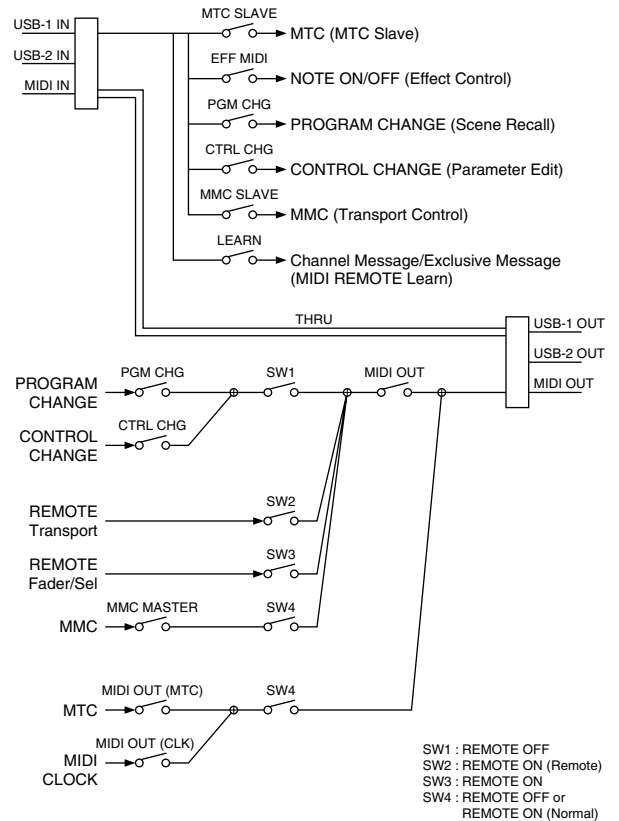 MTC SLAVE
USB-1 IN
MTC (MTC Slave)
EFF MIDI
USB-2 IN
NOTE ON/OFF (Effect Control)
MIDI IN
PGM CHG
PROGRAM CHANGE (Scene Recall)
CTRL CHG
CONTROL CHANGE (Parameter Edit)
MMC SLAVE
MMC (Transport Control)
LEARN
Channel Message/Exclusive Message
(MIDI REMOTE Learn)
THRU
USB-1 OUT
USB-2 OUT
MIDI OUT
PROGRAM
CHANGE
PGM CHG
SW1
MIDI OUT
CONTROL
CHANGE
CTRL CHG
REMOTE
Transport
SW2
REMOTE
Fader/Sel
SW3
MMC
MMC MASTER
SW4
MTC
MIDI OUT (MTC)
SW4
MIDI
CLOCK
MIDI OUT (CLK)
SW1 : REMOTE OFF
SW2 : REMOTE ON (Remote)
SW3 : REMOTE ON
SW4 : REMOTE OFF or
REMOTE ON (Normal)